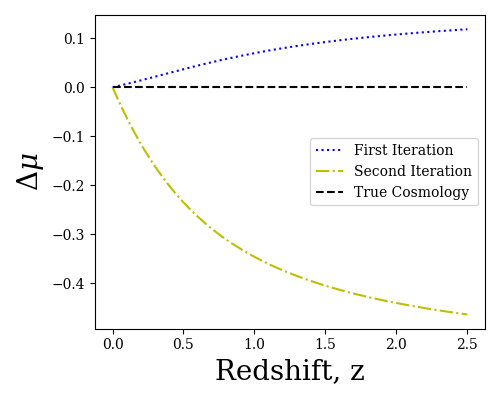 Δμ
0.1
0.0
−0.1
−0.2
−0.3
−0.4
First Iteration
Second Iteration
True Cosmology
0.0 0.5 1.0 1.5 2.0 2.5
Redshift, z